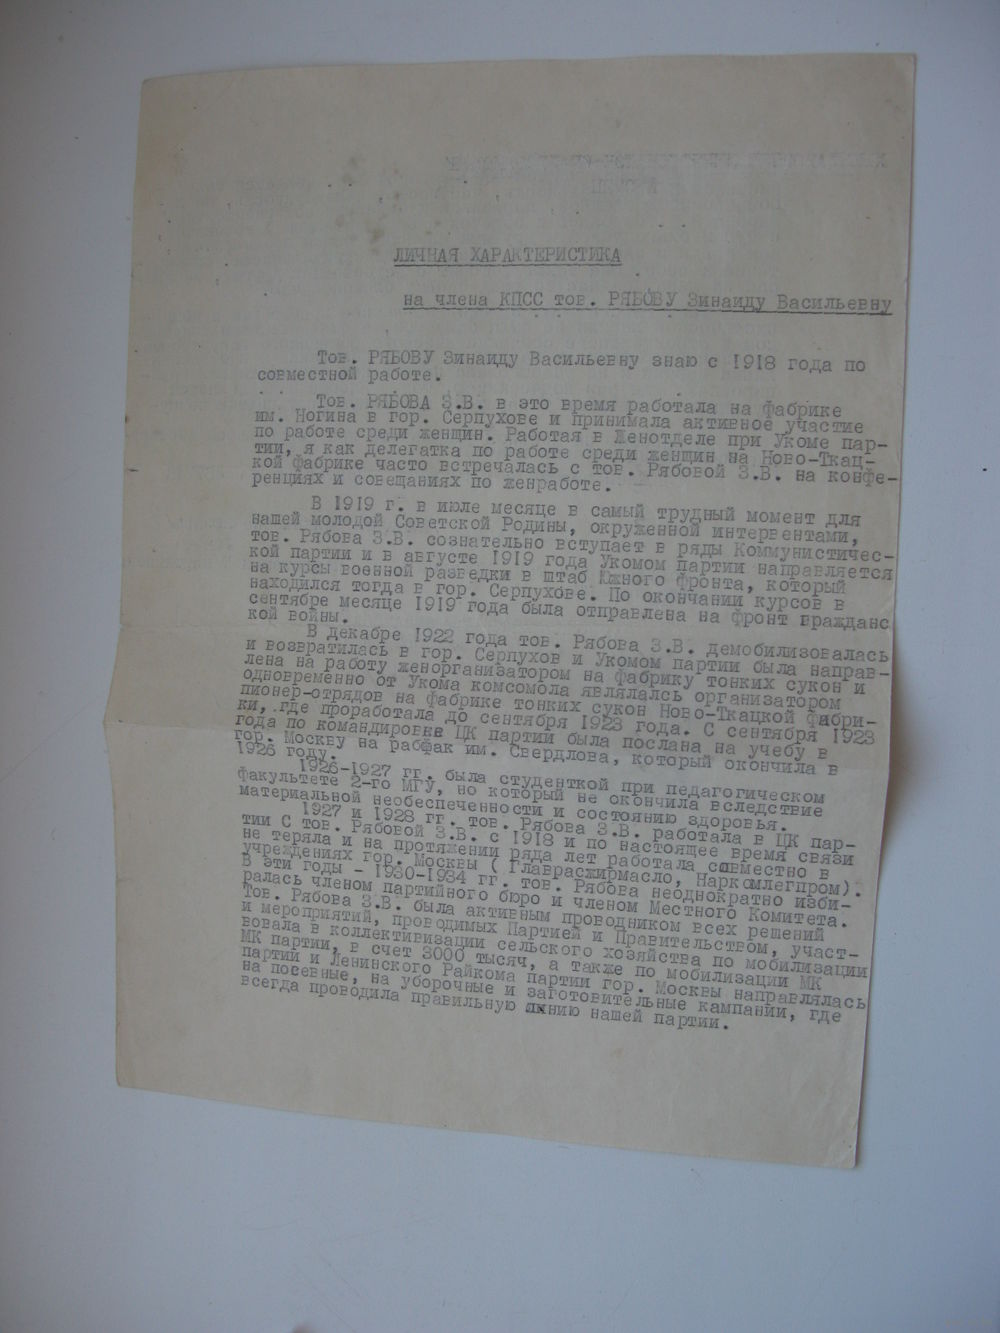 ЛИЧНАЯ ХАРАКТЕРИСТИКА
на члена КПСС тов. РЯБОВУ Зинаиду Васильевну
Тов. РЯБОВУ Зинаиду Васильевну знаю с 1918 года по
совместной работе.
Тов. РЯБОВА З.В. в это время работала на фабрике
им. Ногина в гор. Серпухове и принимала активное участие
по работе среди женщин. Работая в Женотделе при Укоме пар-
тии, я как делегатка по работе среди женщин на Ново-Ткац-
кой фабрике часто встречалась с тов. Рябовой З.В. на конфе-
ренциях и совещаниях по женработе.
В 1919 г. в июле месяце в самый трудный момент для
нашей молодой Советской Родины, окруженной интервентами,
тов. Рябова З.В. сознательно вступает в ряды Коммунистичес-
кой партии и в августе 1919 года Укомом партии направляется
на курсы военной разведки в штаб Южного фронта, который
находился тогда в гор. Серпухове. По окончании курсов в
сентябре месяце 1919 года была отправлена на фронт гражданс
кой войны.
В декабре 1922 года тов. Рябова З.В. демобилизовалась
и возвратилась в гор. Серпухов и Укомом партии была направ-
лена на работу женорганизатором на фабрику тонких сукон и
одновременно от Укома комсомола являлалсь организатором
пионер-отрядов на фабрике тонких сукон Ново-Ткацкой фабри-
ки, где проработала до сентября 1923 года. С сентября 1923
года по командировке ЦК партии была послана на учебу в
гор. Москву на рабфак им. Свердлова, который окончила в
1926 году.
1926-1927 гг. была студенткой при педагогическом
факультете 2-го МГУ, но который не окончила вследствие
материальной необеспеченности и состоянию здоровья.
1927 и 1928 гг. тов. Рябова З.В. работала в ЦК пар-
тии С тов. Рябовой З.В. с 1918 и по настоящее время связи
не теряла и на протяжении ряда лет работала совместно в
учреждениях гор. Москвы ( Главрасжирмасло, Наркомлегпром).
В эти годы - 1930-1934 гг. тов. Рябова неоднократно изби-
ралась членом партийного бюро и членом Местного Комитета.
Тов. Рябова З.В. была активным проводником всех решений
и мероприятий, проводимых Партией и Правительством, участ-
вовала в коллективизации сельского хозяйства по мобилизации
МК партии, в счет 3000 тысяч, а также по мобилизации МК
партии и Ленинского Райкома партии гор. Москвы направлялась
на посевные, на уборочные и заготовительные кампании, где
всегда проводила правильную линию нашей партии.